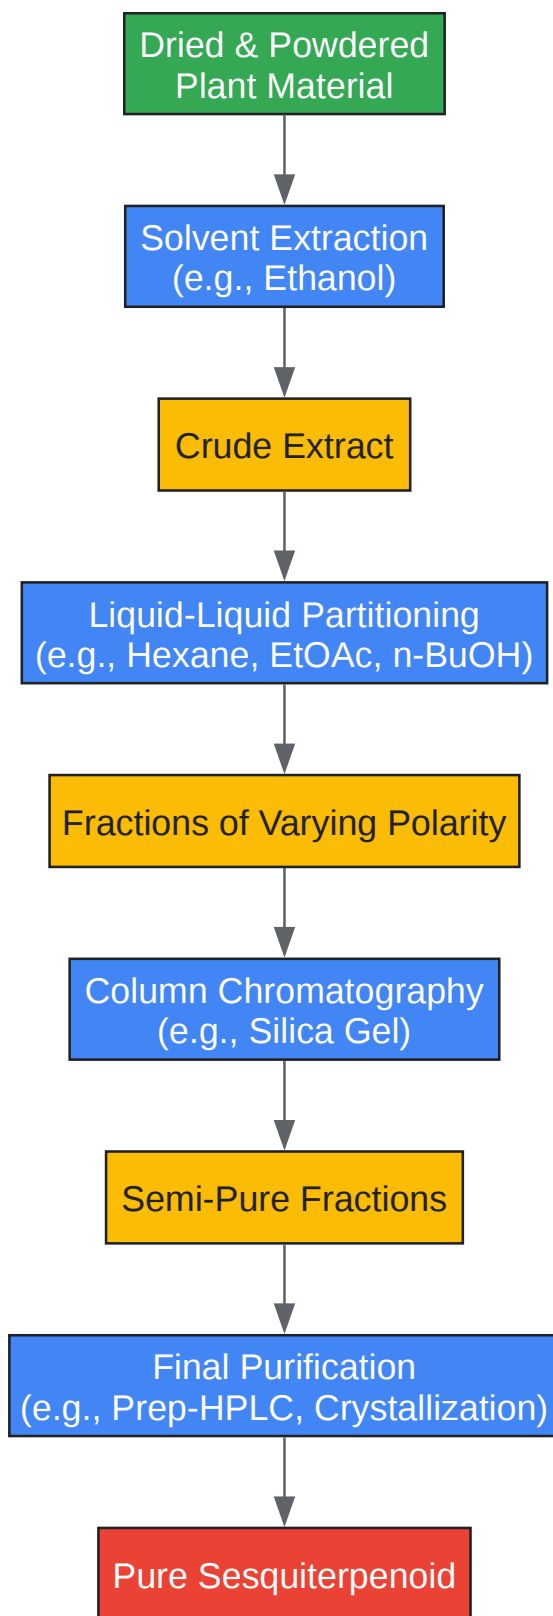 Dried & Powdered
Plant Material
Solvent Extraction
(e.g., Ethanol)
Crude Extract
Liquid-Liquid Partitioning
(e.g., Hexane, EtOAc, n-BuOH)
Fractions of Varying Polarity
Column Chromatography
(e.g., Silica Gel)
Semi-Pure Fractions
Final Purification
(e.g., Prep-HPLC, Crystallization)
Pure Sesquiterpenoid